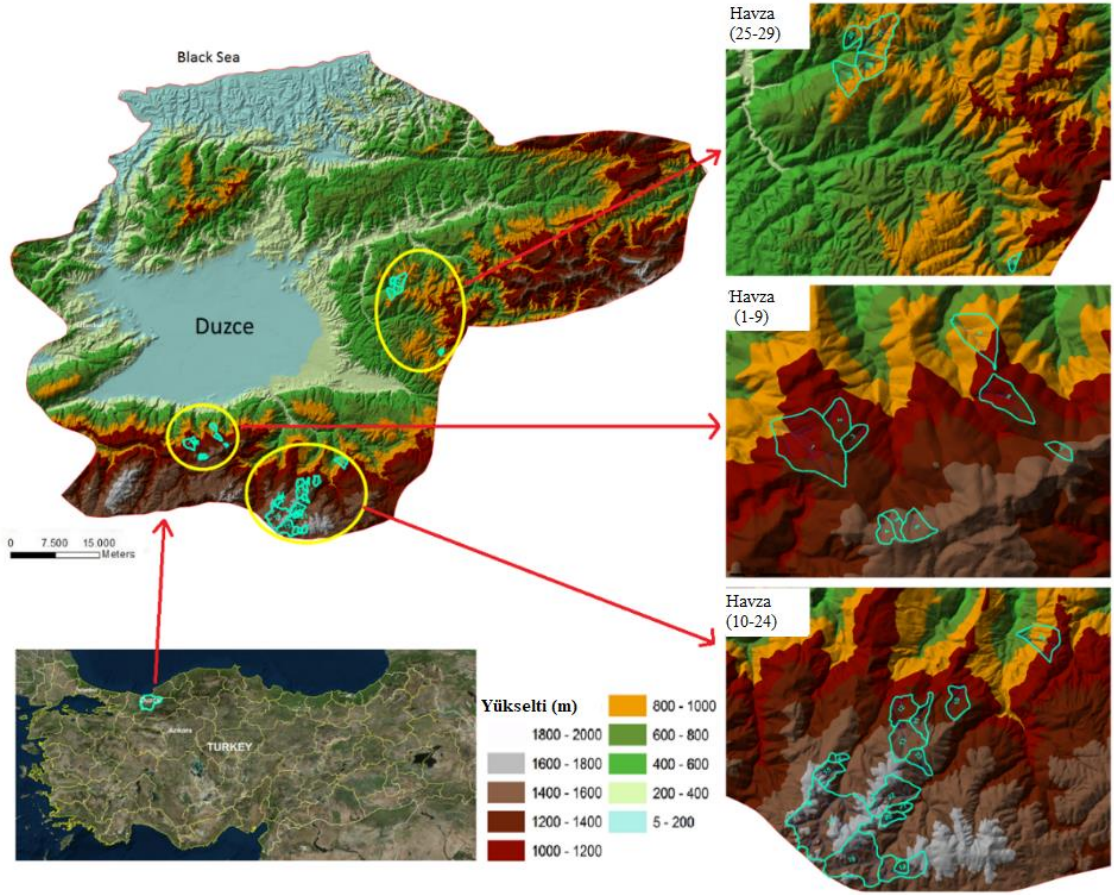 Black Sea
Duzce
0 7.500 15.000
Meters
Havza
(25-29)
Havza
(1-9)
Havza
(10-24)
Ankara
TURKEY
Yükselti (m)
1800 - 2000
1600 - 1800
1400 - 1600
1200 - 1400
1000 - 1200
800 - 1000
600 - 800
400 - 600
200 - 400
5 - 200